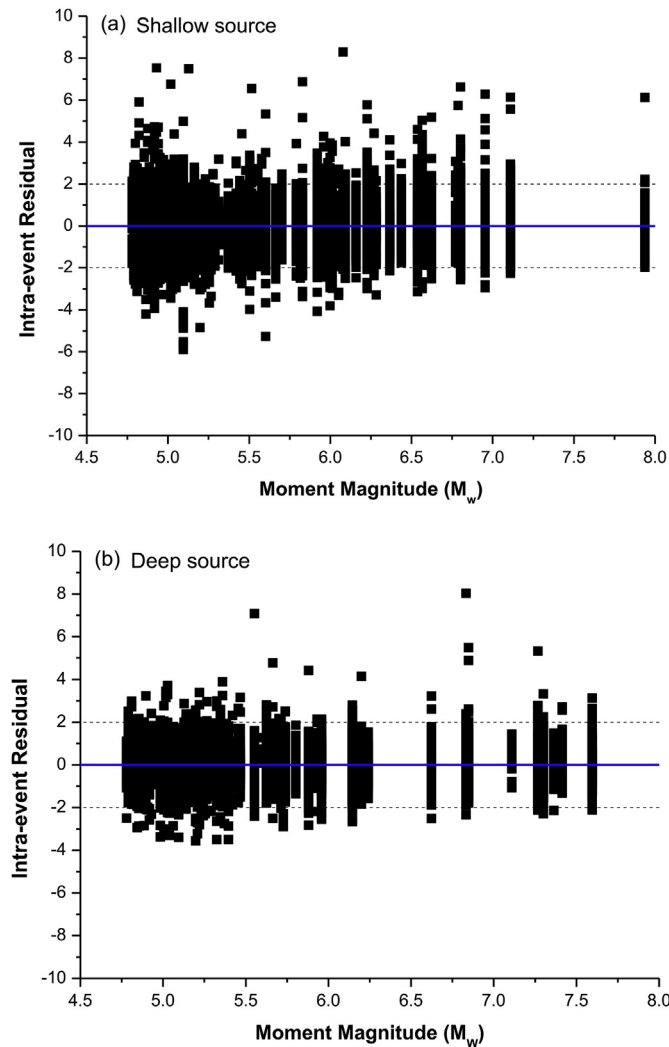 (a) Shallow source
10
8
6
4
2
0
-2
-4
-6
-8
-10
Intra-event Residual
4.5 5.0 5.5 6.0 6.5 7.0 7.5 8.0
Moment Magnitude (Mw)
(b) Deep source
10
8
6
4
2
0
-2
-4
-6
-8
-10
Intra-event Residual
4.5 5.0 5.5 6.0 6.5 7.0 7.5 8.0
Moment Magnitude (Mw)